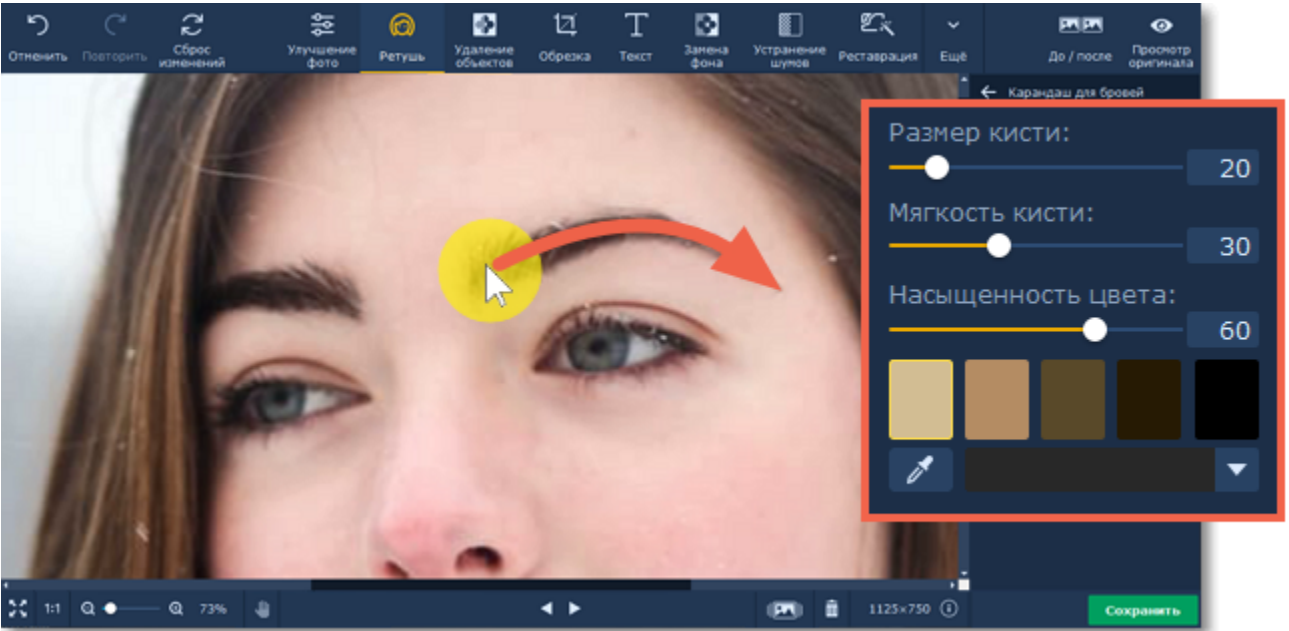 Отменить
Повторить
Сброс
изменений
Улучшение
фото
Ретушь
Удаление
объектов
Обрезка
Текст
Замена
фона
Устранение
шумов
Реставрация
Ещё
До / после
Просмотр
оригинала
Карандаш для бровей
Размер кисти:
20
Мягкость кисти:
30
Насыщенность цвета:
60
1:1
73%
1125×750
Сохранить